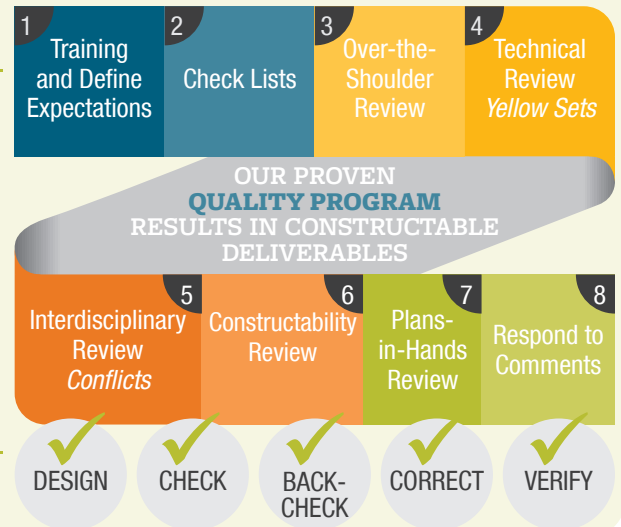 1
Training
and Define
Expectations
2
Check Lists
3
Over-the-
Shoulder
Review
4
Technical
Review
Yellow Sets
OUR PROVEN
QUALITY PROGRAM
RESULTS IN CONSTRUCTABLE
DELIVERABLES
5
Interdisciplinary
Review
Conflicts
6
Constructability
Review
7
Plans-
in-Hands
Review
8
Respond to
Comments
DESIGN
CHECK
BACK-
CHECK
CORRECT
VERIFY